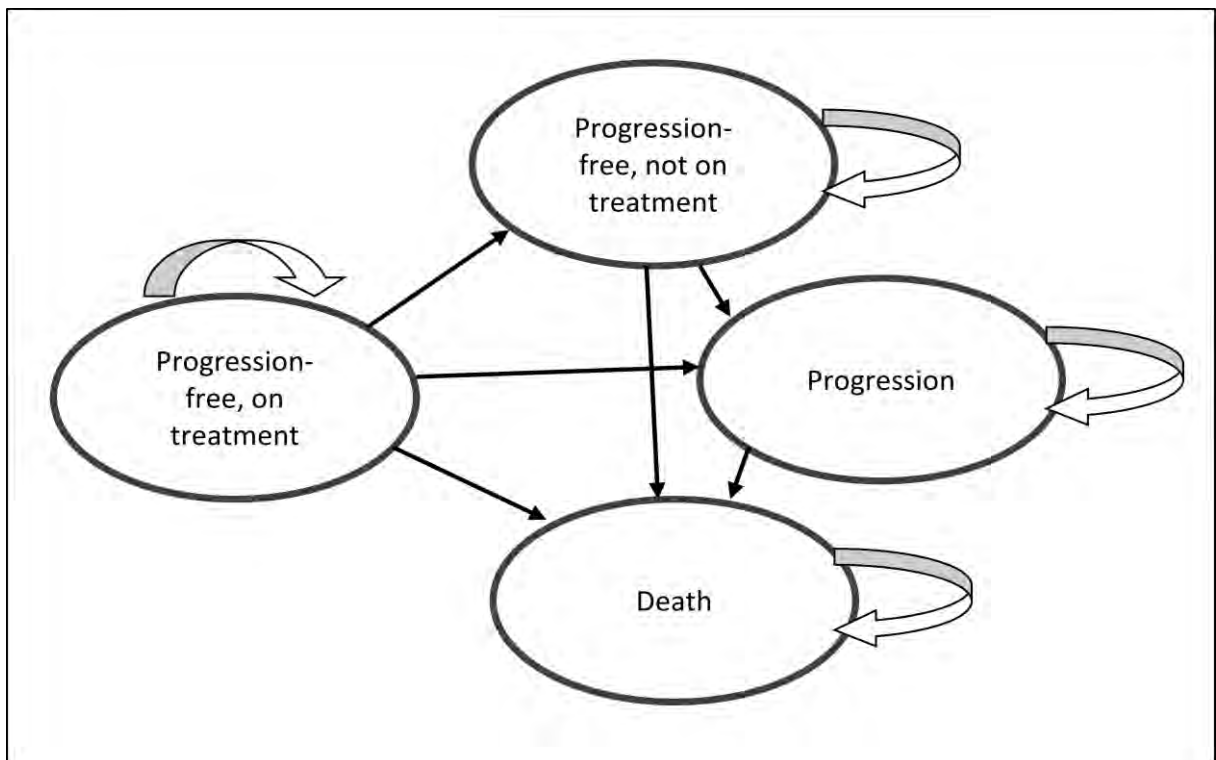 Progression-
free, not on
treatment
Progression-
free, on
treatment
Progression
Death